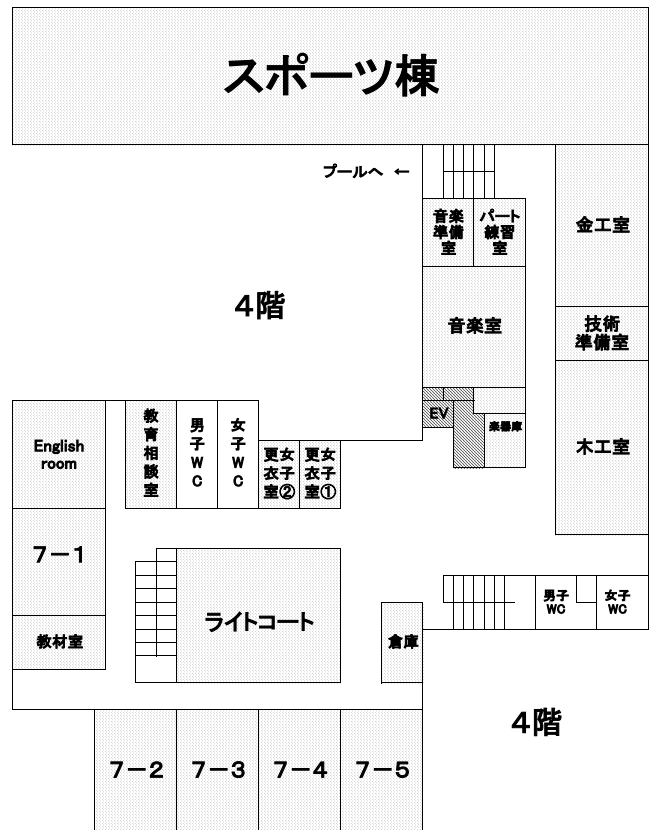 スポーツ棟
プールへ ←
音楽
準備
室
パート
練習
室
金工室
4階
音楽室
技術
準備室
EV
楽器庫
木工室
English
room
教育相談室
男子WC
女子WC
女子更衣室②
女子更衣室①
7－1
教材室
ライトコート
倉庫
男子
WC
女子
WC
4階
7－2
7－3
7－4
7－5